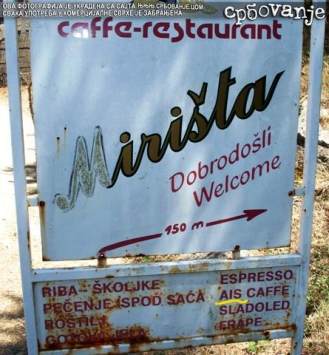 ОВА ФОТОГРАФИЈА ЈЕ УКРАДЕНА СА САЈТА
СВАКА УПОТРЕБА У КОМЕРЦИЈАЛНЕ СВРХЕ ЈЕ ЗАБРАЊЕНА
србовање
caffe-restaurant
Mirišta
Dobrodošli
Welcome
150 m
RIBA - ŠKOLJKE
PEČENJE ISPOD SAČA
ROŠTILJ
ESPRESSO
AIS CAFFE
SLADOLED
FRAPE